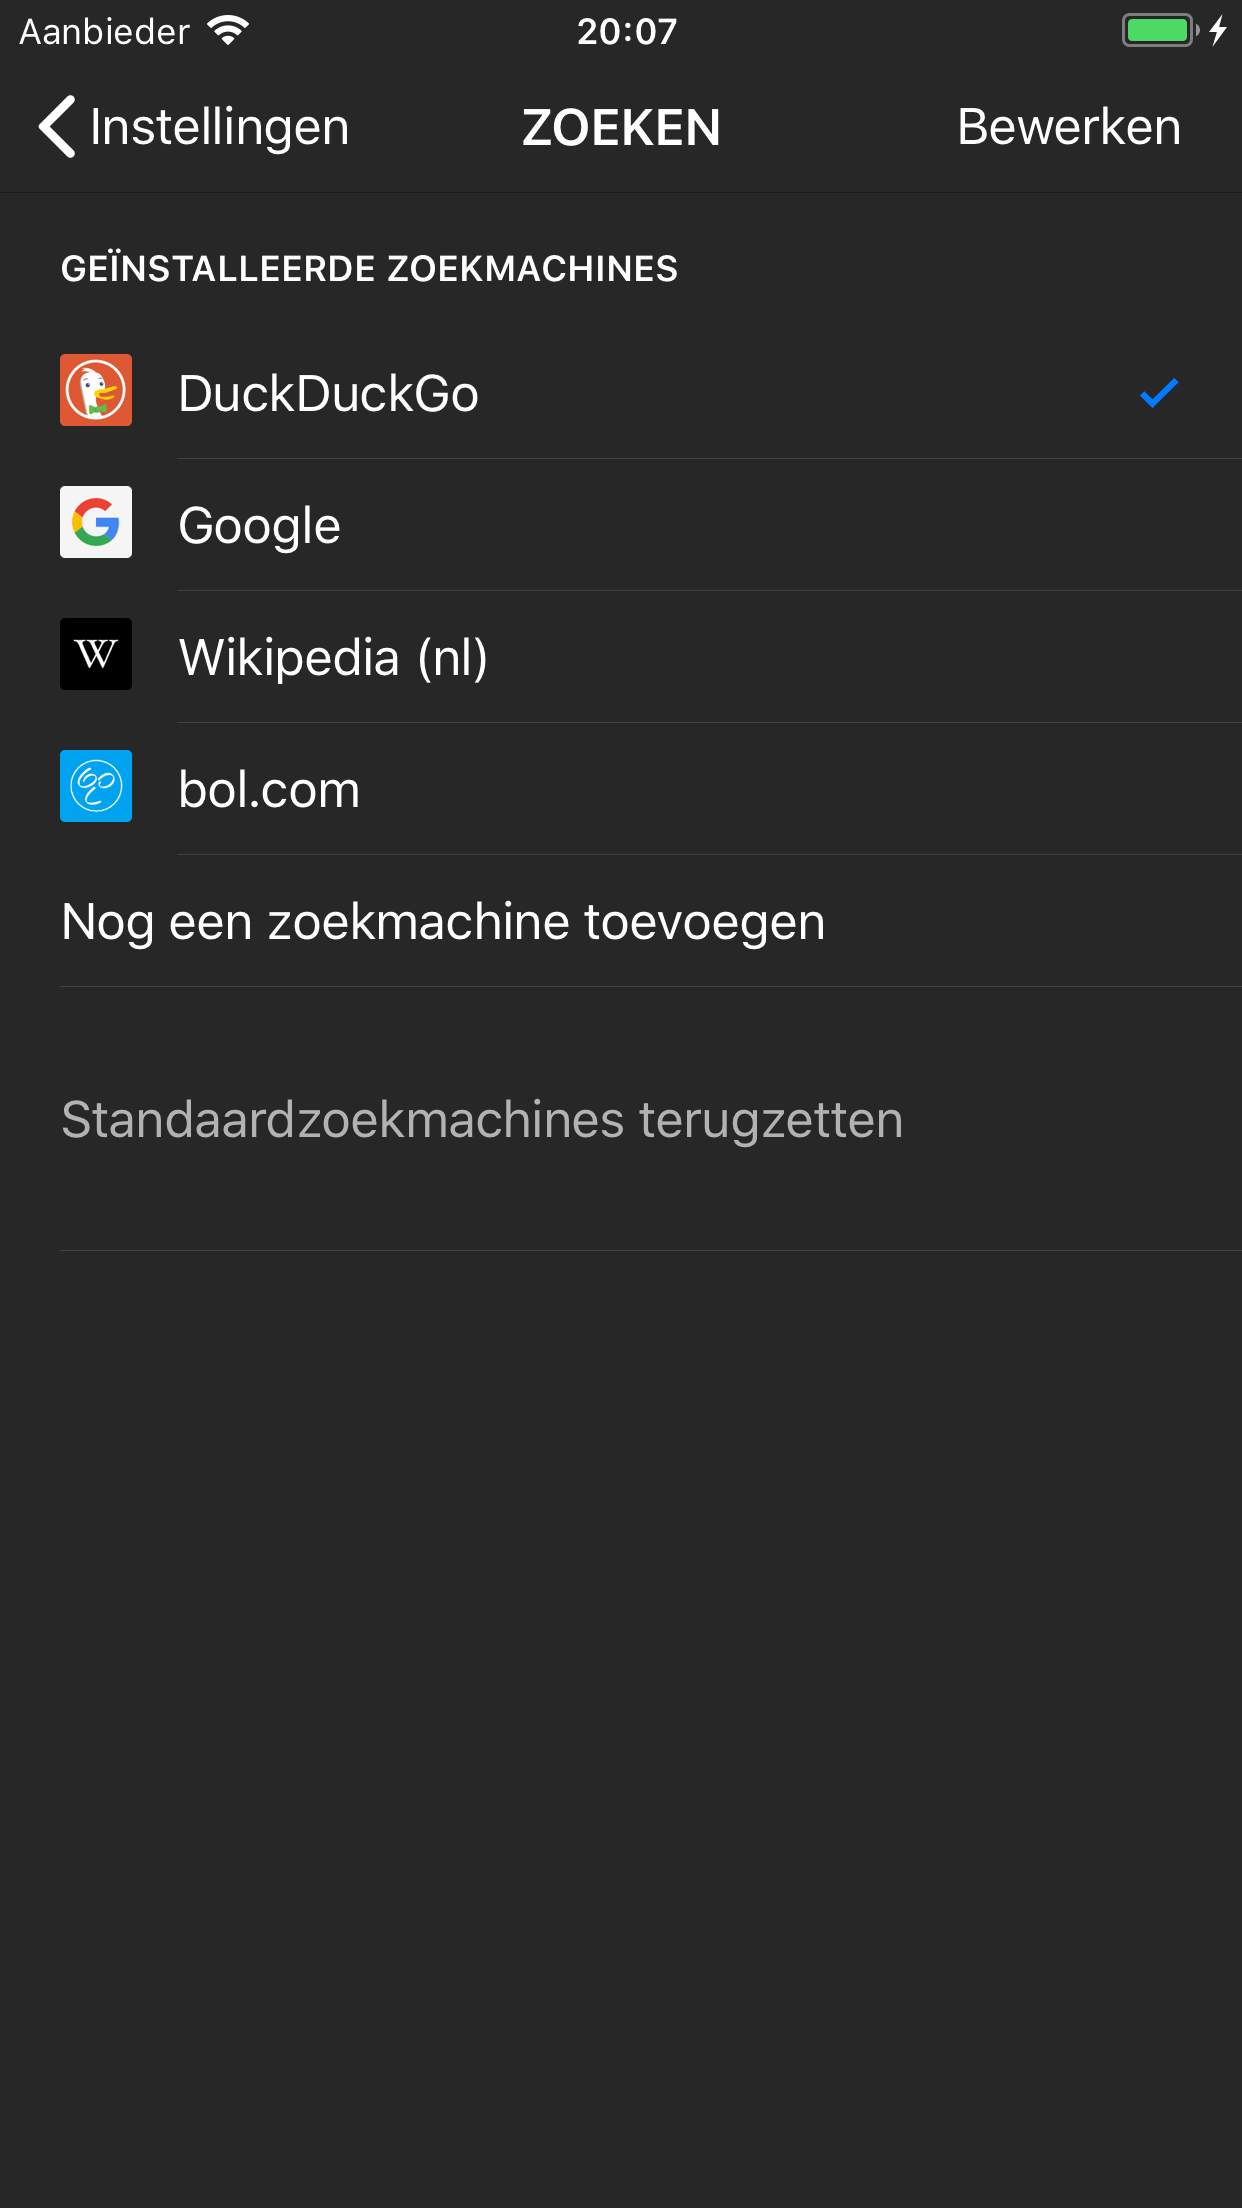 Aanbieder 20:07
Instellingen ZOEKEN Bewerken
GEÏNSTALLEERDE ZOEKMACHINES
DuckDuckGo
Google
W Wikipedia (nl)
bol.com
Nog een zoekmachine toevoegen
Standaardzoekmachines terugzetten